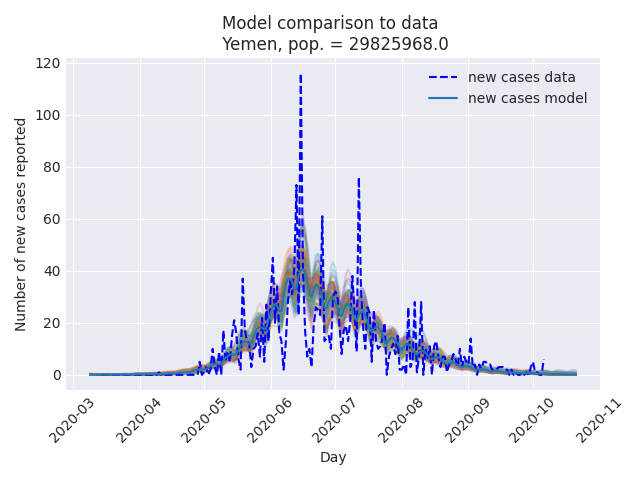 Model comparison to data
Yemen, pop. = 29825968.0
new cases data
new cases model
Number of new cases reported
120
100
80
60
40
20
0
2020-03
2020-04
2020-05
2020-06
2020-07
2020-08
2020-09
2020-10
2020-11
Day